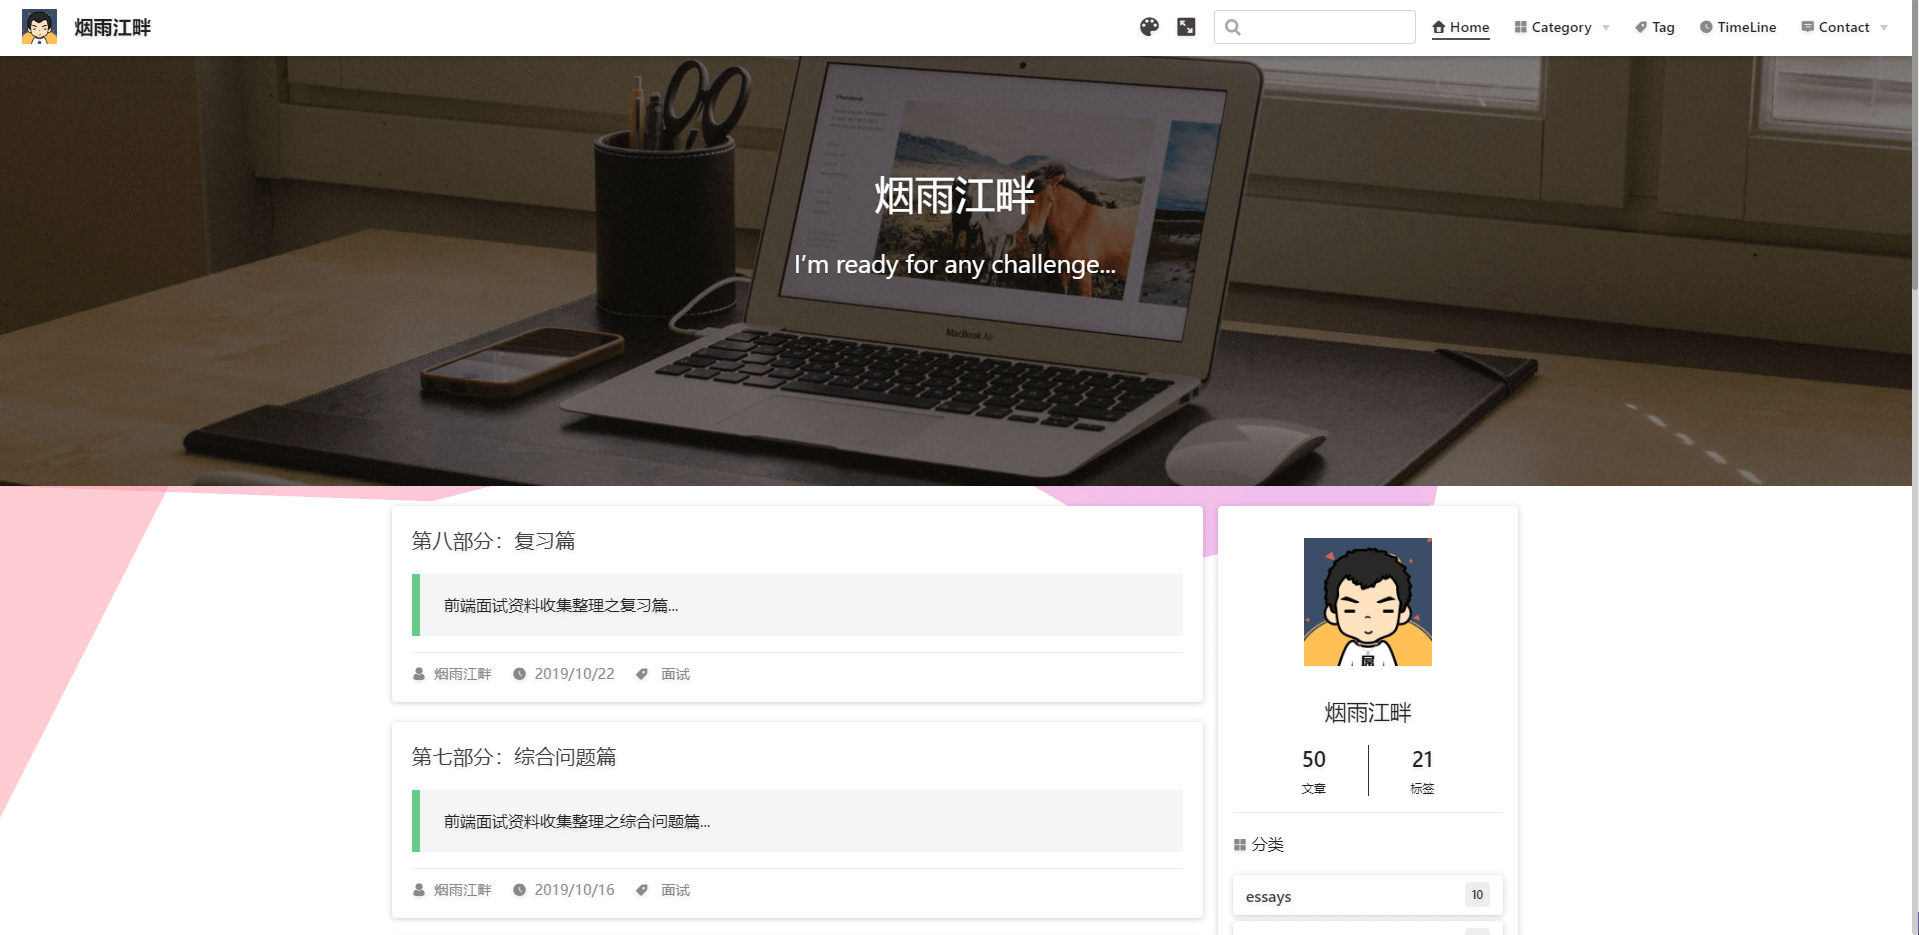 烟雨江畔
Home
Category
Tag
TimeLine
Contact
烟雨江畔
I’m ready for any challenge...
MacBook Air
第八部分：复习篇
前端面试资料收集整理之复习篇...
烟雨江畔 2019/10/22 面试
第七部分：综合问题篇
前端面试资料收集整理之综合问题篇...
烟雨江畔 2019/10/16 面试
烟雨江畔
50 21
文章 标签
分类
essays 10